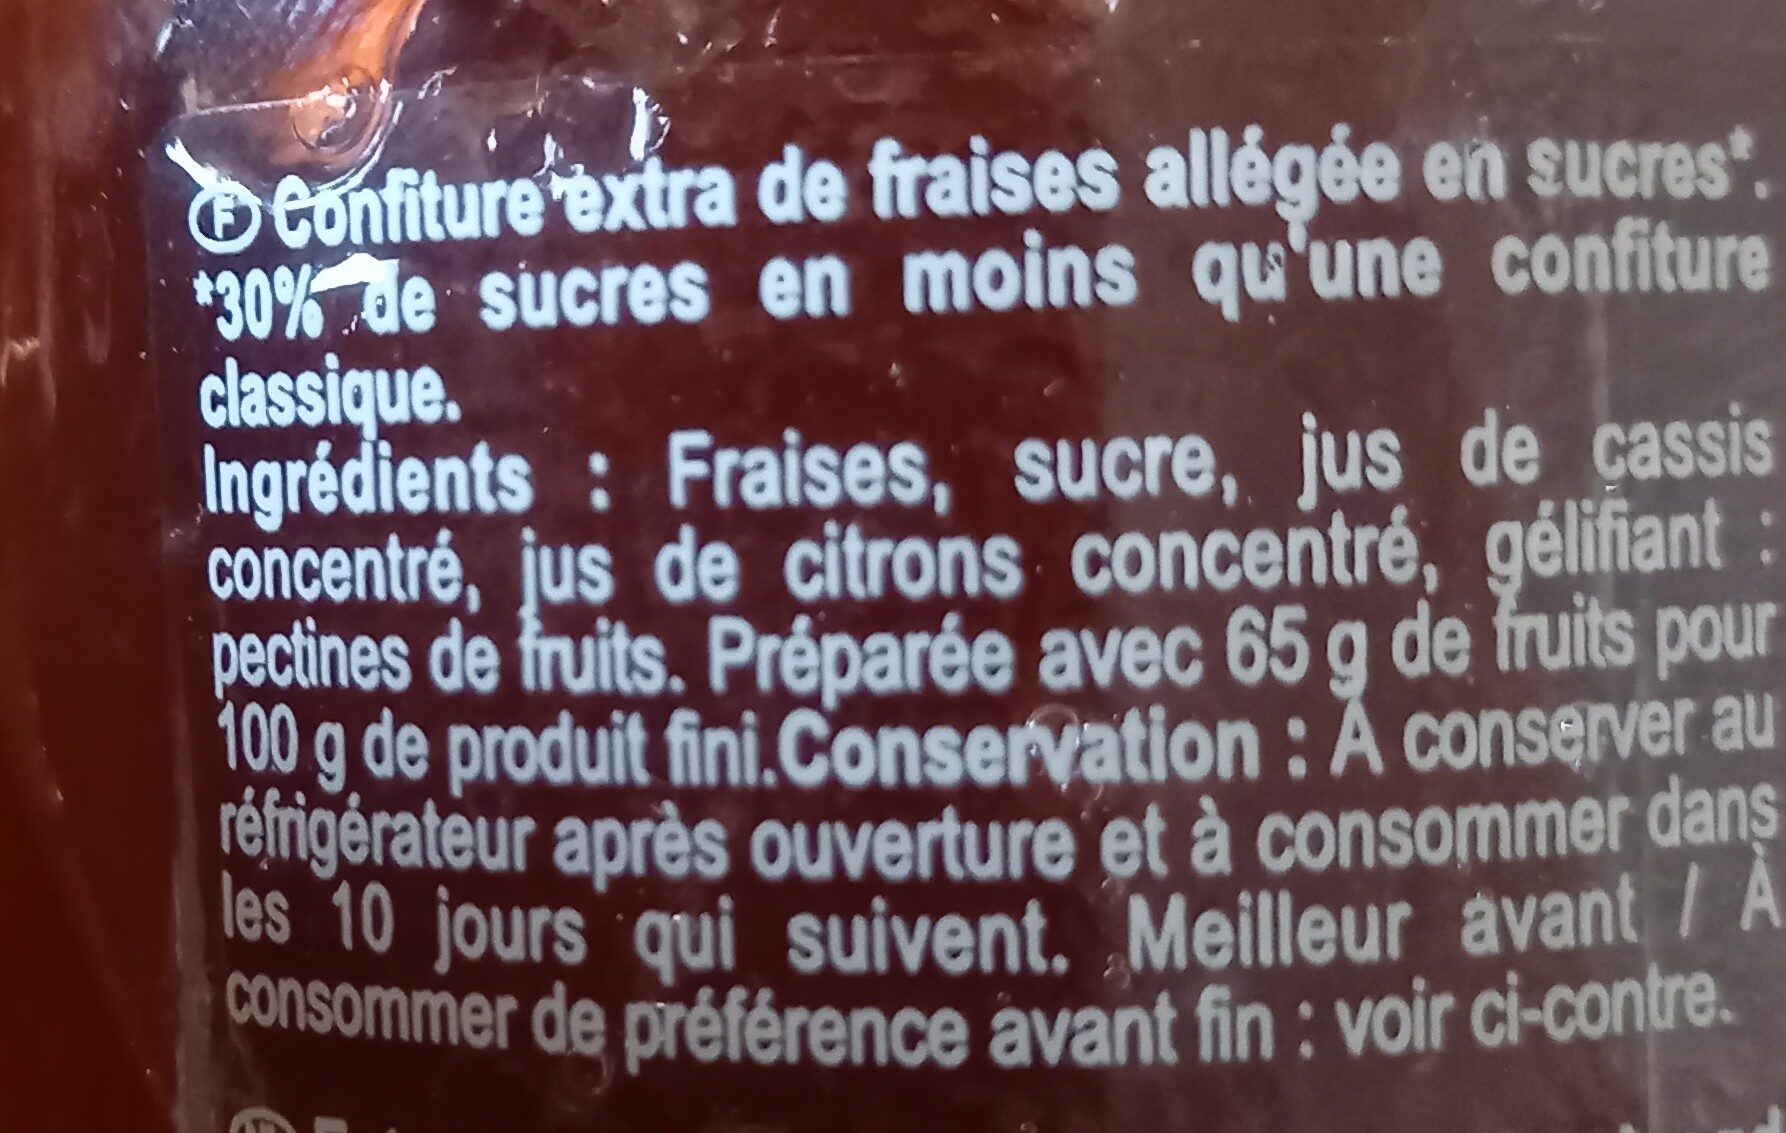 F Confiture extra de fraises allégée en sucres*.
*30% de sucres en moins qu'une confiture
classique.
Ingrédients : Fraises, sucre, jus de cassis
concentré, jus de citrons concentré, gélifiant :
pectines de fruits. Préparée avec 65 g de fruits pour
100 g de produit fini.Conservation : À conserver au
réfrigérateur après ouverture et à consommer dans
les 10 jours qui suivent. Meilleur avant / À
consommer de préférence avant fin : voir ci-contre.